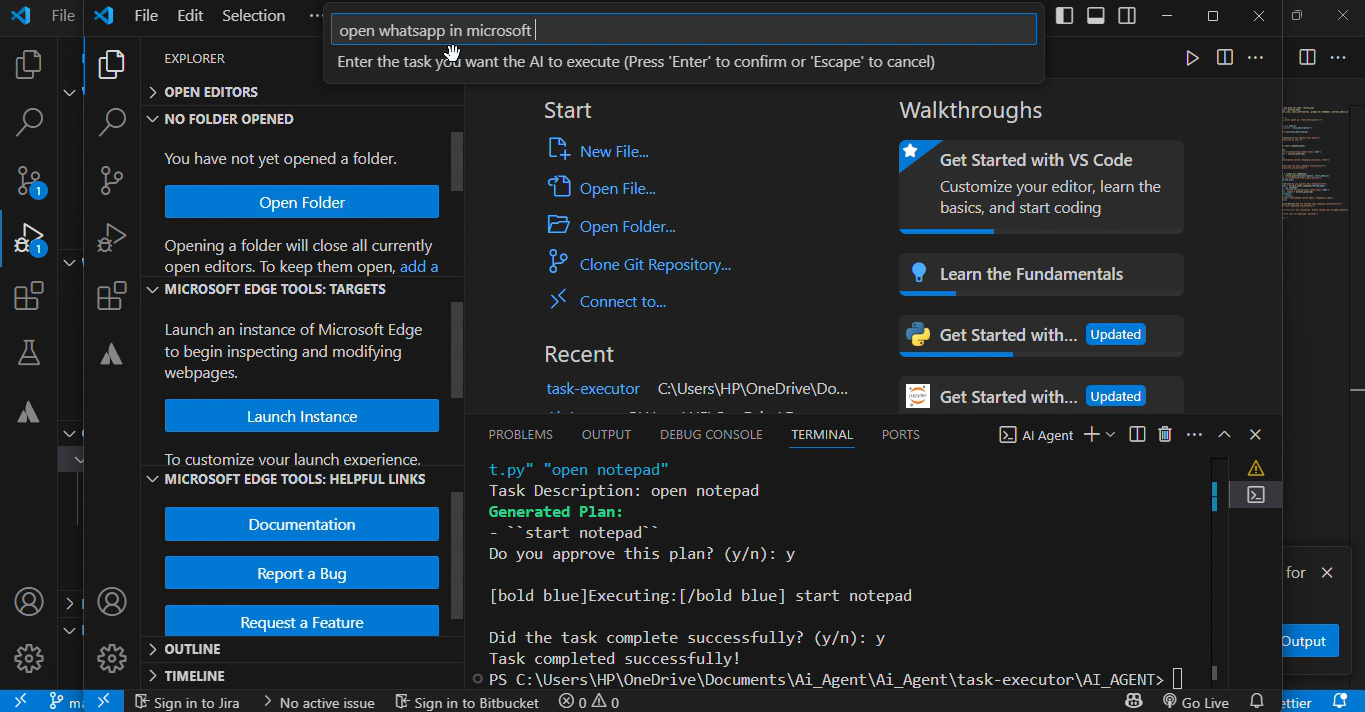 File
File Edit Selection ···
open whatsapp in microsoft
Enter the task you want the AI to execute (Press 'Enter' to confirm or 'Escape' to cancel)
EXPLORER
OPEN EDITORS
NO FOLDER OPENED
You have not yet opened a folder.
Open Folder
Opening a folder will close all currently
open editors. To keep them open, add a
MICROSOFT EDGE TOOLS: TARGETS
Launch an instance of Microsoft Edge
to begin inspecting and modifying
webpages.
Launch Instance
To customize your launch experience,
MICROSOFT EDGE TOOLS: HELPFUL LINKS
Documentation
Report a Bug
Request a Feature
OUTLINE
TIMELINE
1
1
Start
New File...
Open File...
Open Folder...
Clone Git Repository...
Connect to...
Recent
task-executor C:\Users\HP\OneDrive\Do...
Walkthroughs
Get Started with VS Code
Customize your editor, learn the
basics, and start coding
Learn the Fundamentals
Get Started with... Updated
Get Started with... Updated
PROBLEMS OUTPUT DEBUG CONSOLE TERMINAL PORTS AI Agent
t.py" "open notepad"
Task Description: open notepad
Generated Plan:
- ``start notepad``
Do you approve this plan? (y/n): y
[bold blue]Executing:[/bold blue] start notepad
Did the task complete successfully? (y/n): y
Task completed successfully!
PS C:\Users\HP\OneDrive\Documents\Ai_Agent\Ai_Agent\task-executor\AI_AGENT>
for
Output
Sign in to Jira No active issue Sign in to Bitbucket 0 0 Go Live